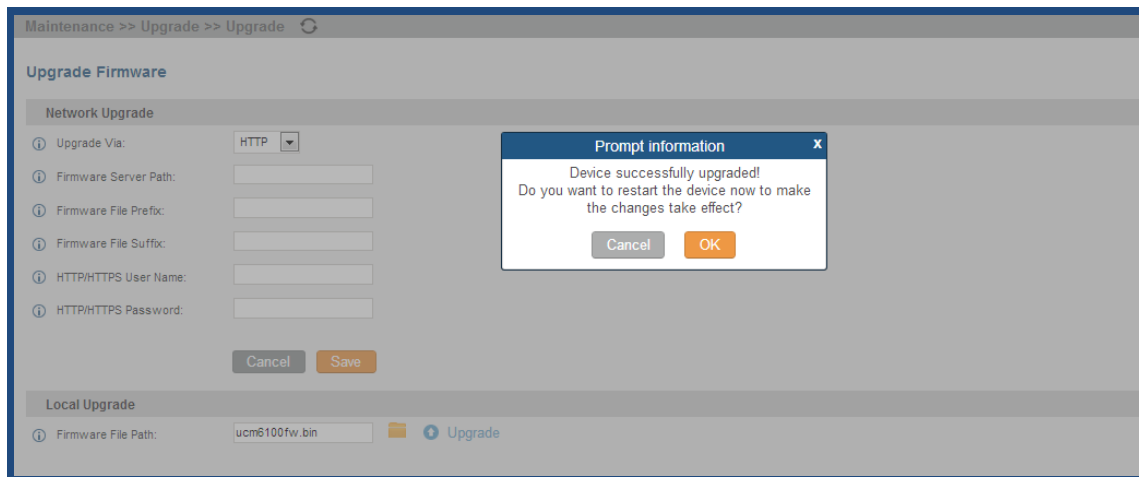 Maintenance >> Upgrade >> Upgrade
Upgrade Firmware
Network Upgrade
Upgrade Via:
HTTP
Firmware Server Path:
Firmware File Prefix:
Firmware File Suffix:
HTTP/HTTPS User Name:
HTTP/HTTPS Password:
Cancel Save
Local Upgrade
Firmware File Path:
ucm6100fw.bin
Upgrade
Prompt information X
Device successfully upgraded!
Do you want to restart the device now to make
the changes take effect?
Cancel OK